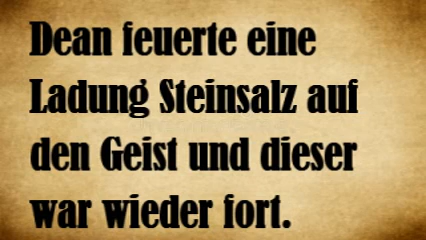 Dean feuerte eine
Ladung Steinsalz auf
den Geist und dieser
war wieder fort.